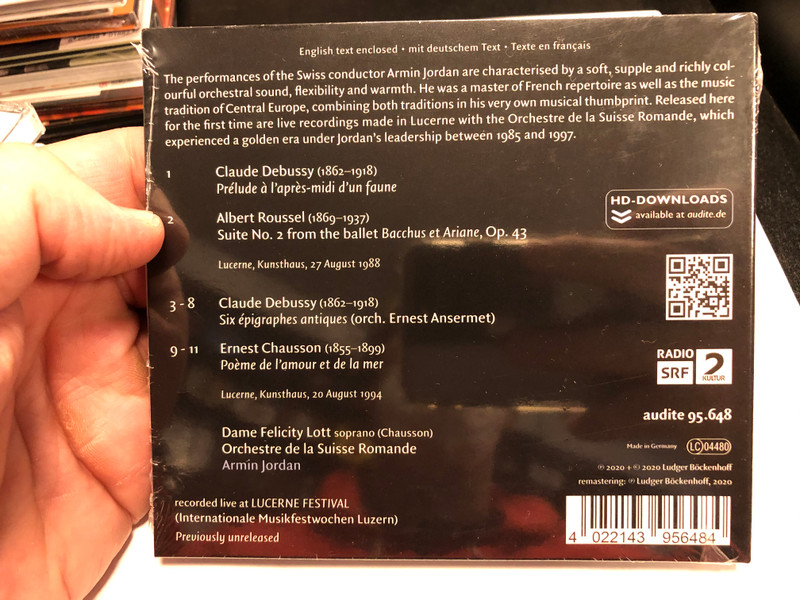 English text enclosed • mit deutschem Text • Texte en français
The performances of the Swiss conductor Armin Jordan are characterised by a soft, supple and richly col-
ourful orchestral sound, flexibility and warmth. He was a master of French repertoire as well as the music
tradition of Central Europe, combining both traditions in his very own musical thumbprint. Released here
for the first time are live recordings made in Lucerne with the Orchestre de la Suisse Romande, which
experienced a golden era under Jordan's leadership between 1985 and 1997.
1 Claude Debussy (1862–1918)
Prélude à l'après-midi d'un faune
2 Albert Roussel (1869–1937)
Suite No. 2 from the ballet Bacchus et Ariane, Op. 43
Lucerne, Kunsthaus, 27 August 1988
3 - 8 Claude Debussy (1862–1918)
Six épigraphes antiques (orch. Ernest Ansermet)
9 - 11 Ernest Chausson (1855–1899)
Poème de l'amour et de la mer
Lucerne, Kunsthaus, 20 August 1994
Dame Felicity Lott soprano (Chausson)
Orchestre de la Suisse Romande
Armin Jordan
recorded live at LUCERNE FESTIVAL
(Internationale Musikfestwochen Luzern)
Previously unreleased
HD-DOWNLOADS
available at audite.de
RADIO
SRF 2
KULTUR
audite 95.648
Made in Germany LC 04480
℗ 2020 + © 2020 Ludger Böckenhoff
remastering: ℗ Ludger Böckenhoff, 2020
4 022143 956484